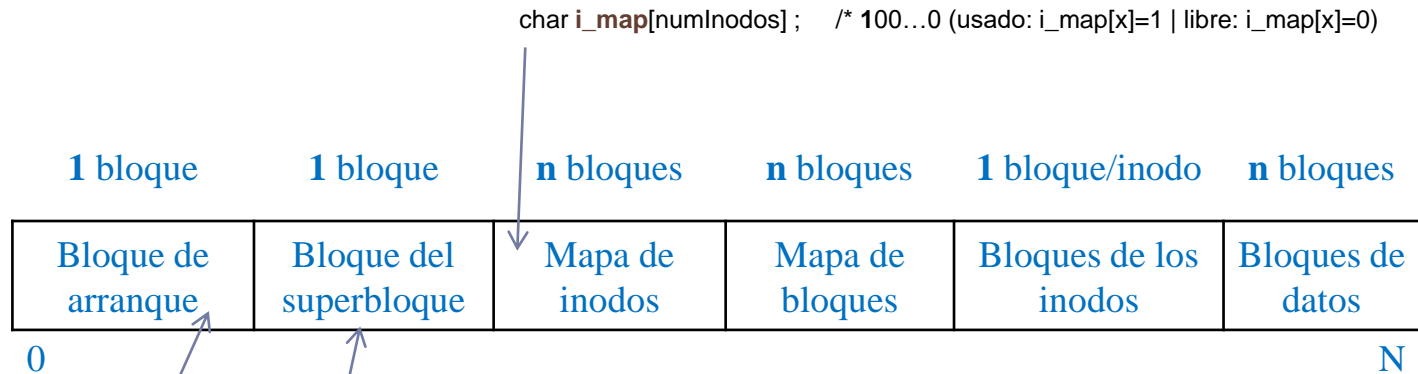 char i_map[numInodos] ; /* 100…0 (usado: i_map[x]=1 | libre: i_map[x]=0)
1 bloque 1 bloque n bloques n bloques 1 bloque/inodo n bloques
Bloque de Bloque del Mapa de Mapa de Bloques de los Bloques de
arranque superbloque inodos bloques inodos datos
0 N